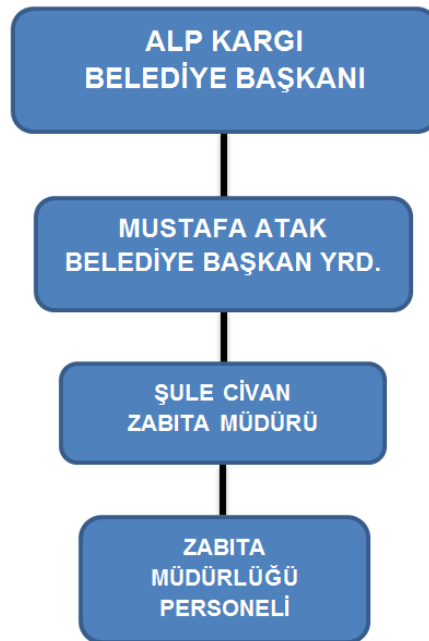 ALP KARGI
BELEDİYE BAŞKANI
MUSTAFA ATAK
BELEDİYE BAŞKAN YRD.
ŞULE CİVAN
ZABITA MÜDÜRÜ
ZABITA
MÜDÜRLÜĞÜ
PERSONELİ